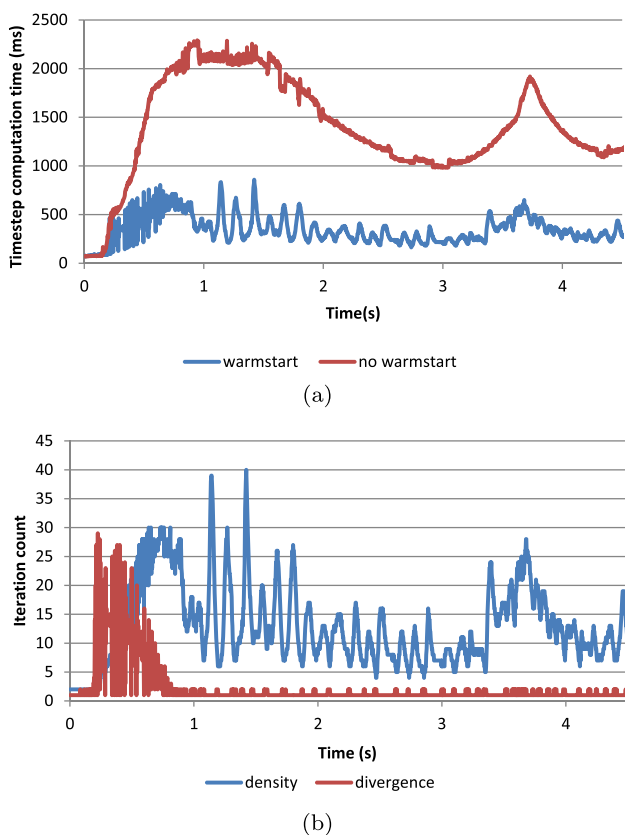 2500
2000
1500
1000
500
0
Timestep computation time (ms)
0 1 2 3 4
Time(s)
warmstart no warmstart
(a)
45
40
35
30
25
20
15
10
5
0
Iteration count
0 1 2 3 4
Time (s)
density divergence
(b)